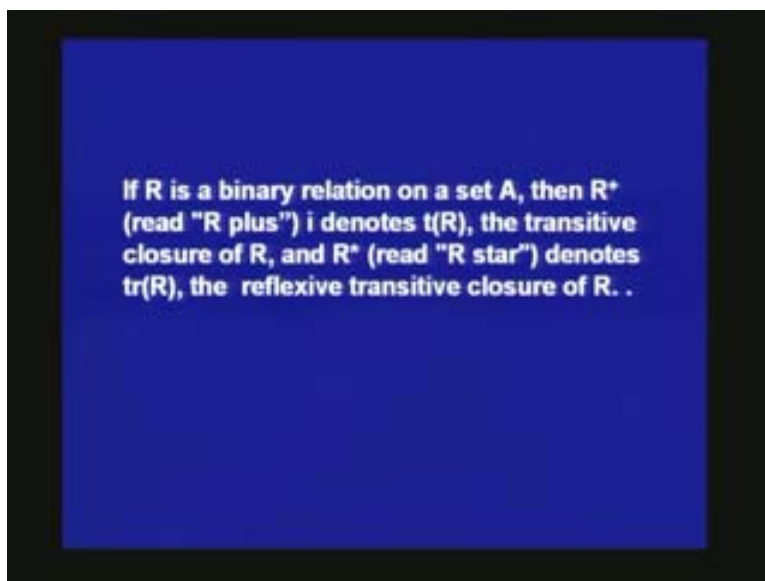 If R is a binary relation on a set A, then R⁺
(read "R plus") i denotes t(R), the transitive
closure of R, and R* (read "R star") denotes
tr(R), the reflexive transitive closure of R. .